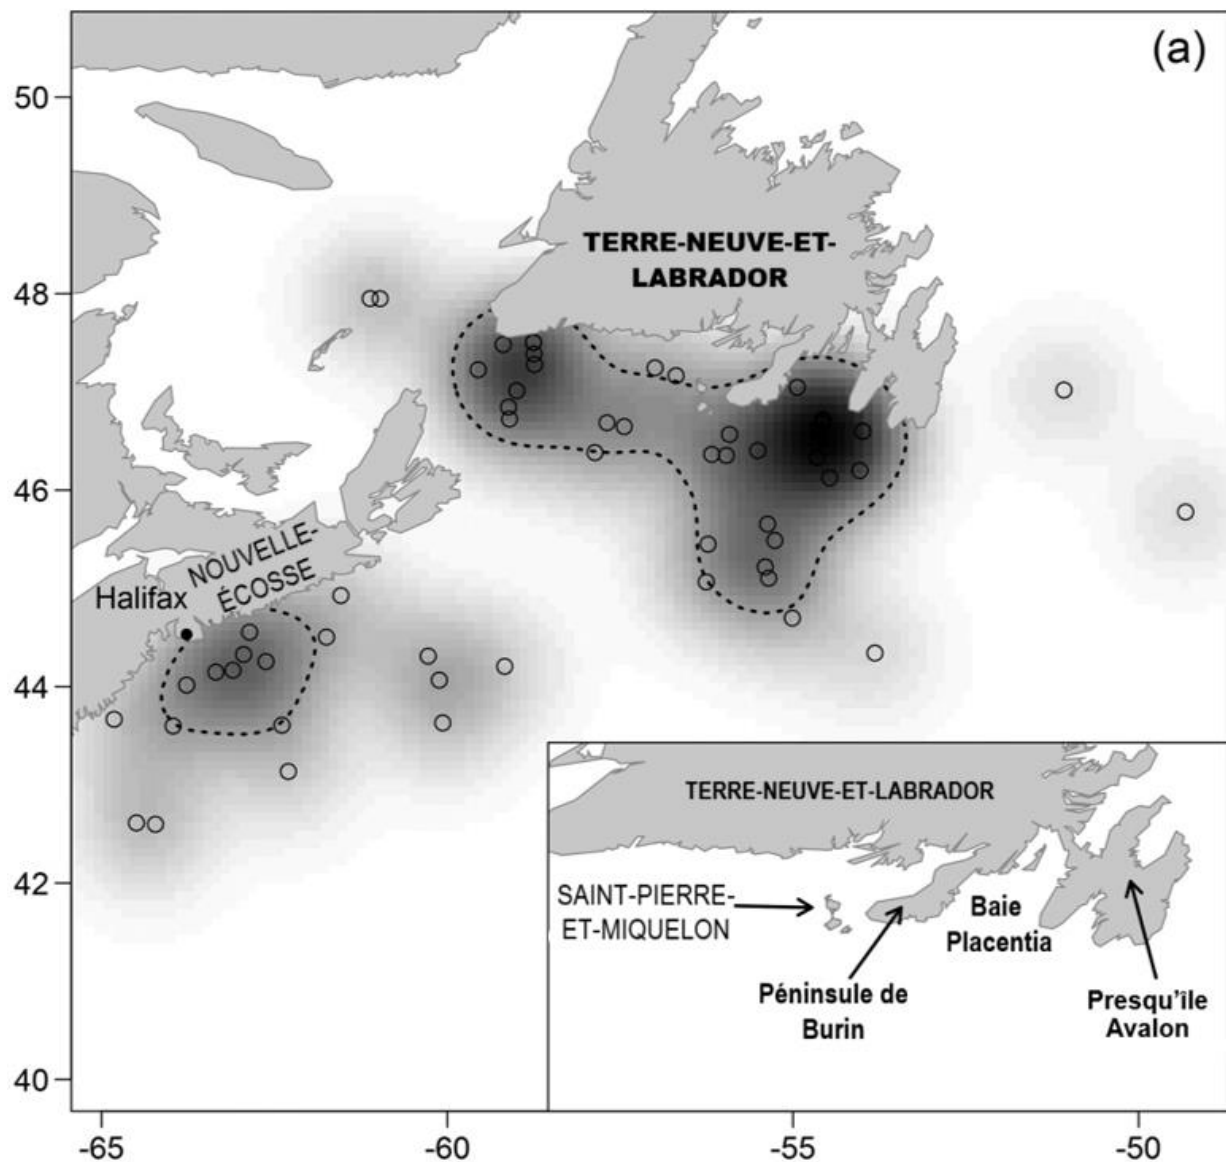 (a)
50
48
46
44
42
40
-65
-60
-55
-50
TERRE-NEUVE-ET-
LABRADOR
NOUVELLE-
ÉCOSSE
Halifax
TERRE-NEUVE-ET-LABRADOR
SAINT-PIERRE-
ET-MIQUELON
Baie
Placentia
Péninsule de
Burin
Presqu'île
Avalon